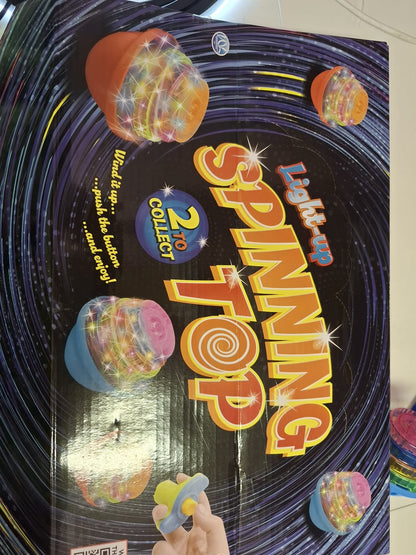 Light-up
SPINNING
TOP
2 TO
COLLECT
Wind it up...
...push the button
...and enjoy!